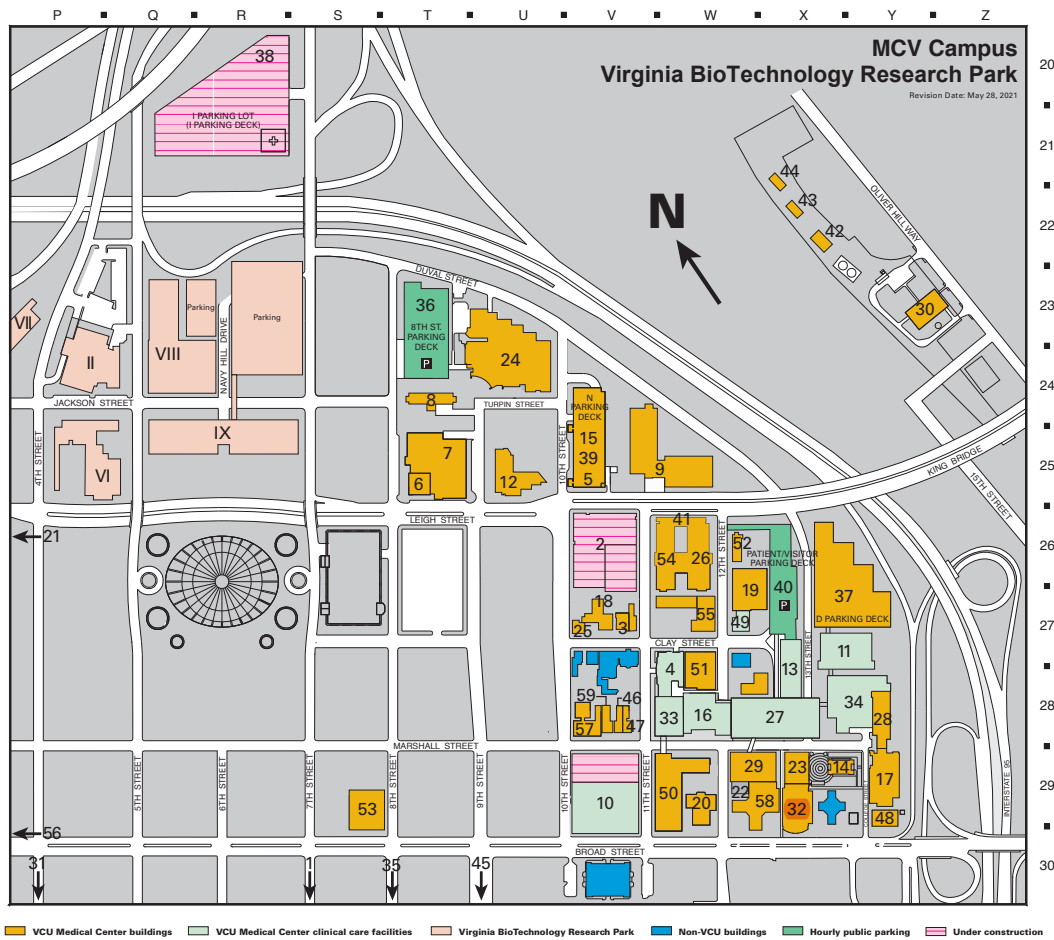 P Q R S T U V W X Y Z
MCV Campus
Virginia BioTechnology Research Park
Revision Date: May 28, 2021
20
21
22
23
24
25
26
27
28
29
30
38
I PARKING LOT
(I PARKING DECK)
44
43
42
OLIVER HILL WAY
N
30
DUVAL STREET
36
8TH ST.
PARKING
DECK
P
24
VII
II
VIII
Parking
Parking
NAVY HILL DRIVE
JACKSON STREET
8
TURPIN STREET
N
PARKING
DECK
15
39
5
10TH STREET
9
4TH STREET
VI
IX
7
6
12
KING BRIDGE
15TH STREET
LEIGH STREET
21
2
41
54
26
12TH STREET
52
PATIENT/VISITOR
PARKING DECK
40
P
19
49
37
D PARKING DECK
18
25
3
55
CLAY STREET
13TH STREET
11
4
51
13
59
46
57
47
33
16
27
34
28
MARSHALL STREET
5TH STREET
6TH STREET
7TH STREET
8TH STREET
9TH STREET
10TH STREET
11TH STREET
53
10
50
20
29
22
58
23
32
14
COLLEGE STREET
17
48
INTERSTATE 95
56
BROAD STREET
31
1
35
45
VCU Medical Center buildings
VCU Medical Center clinical care facilities
Virginia BioTechnology Research Park
Non-VCU buildings
Hourly public parking
Under construction